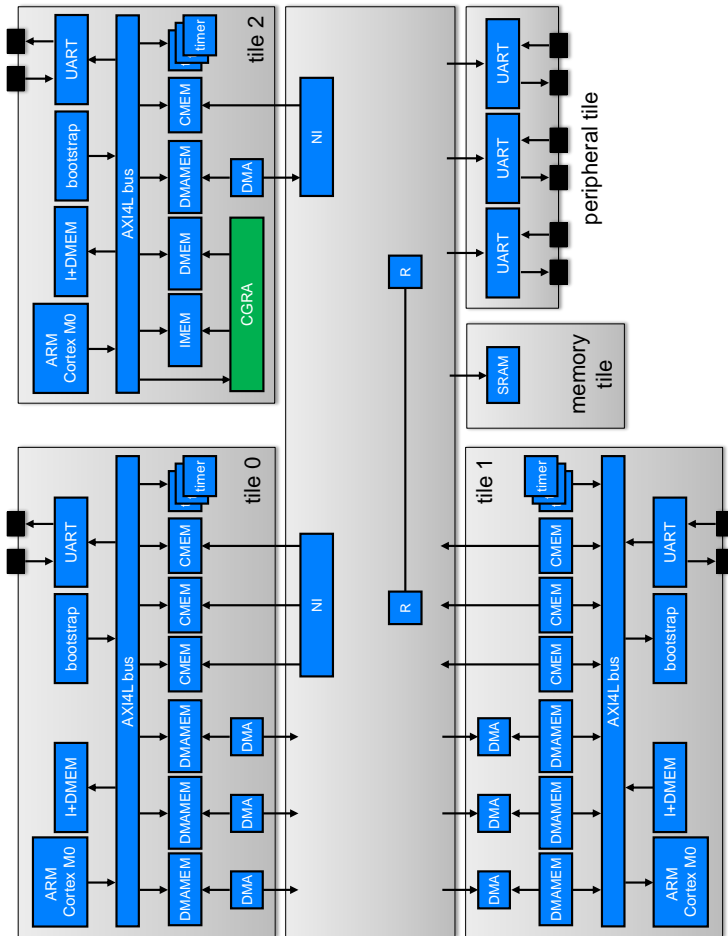 tile 2
UART
bootstrap
I+DMEM
ARM
Cortex M0
AXI4L bus
timer
CMEM
DMAMEM
DMEM
IMEM
DMA
CGRA
NI
tile 0
UART
bootstrap
I+DMEM
ARM
Cortex M0
AXI4L bus
timer
CMEM
CMEM
CMEM
DMAMEM
DMAMEM
DMAMEM
DMA
DMA
DMA
NI
R
R
UART
UART
UART
peripheral tile
SRAM
memory
tile
tile 1
timer
CMEM
CMEM
CMEM
DMAMEM
DMAMEM
DMAMEM
DMA
DMA
DMA
AXI4L bus
UART
bootstrap
I+DMEM
ARM
Cortex M0